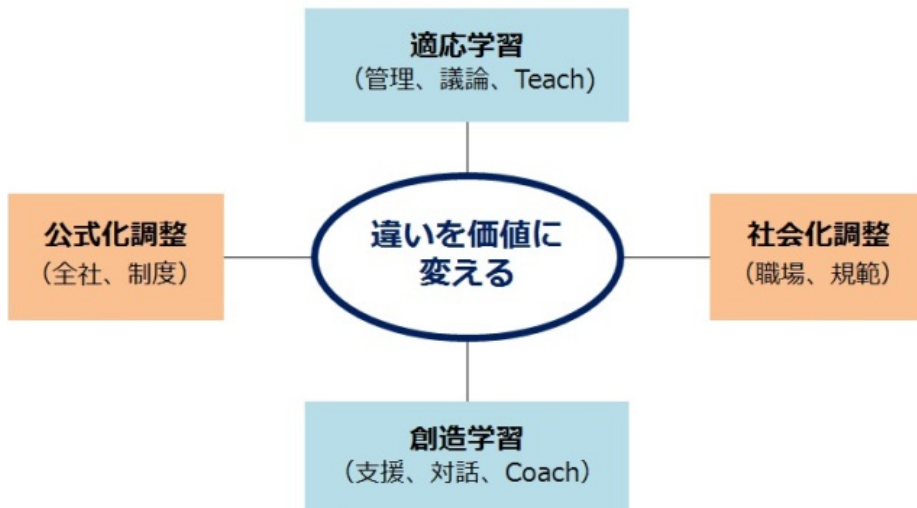 適応学習
（管理、議論、Teach)
公式化調整
（全社、制度）
違いを価値に
変える
社会化調整
（職場、規範）
創造学習
（支援、対話、Coach）